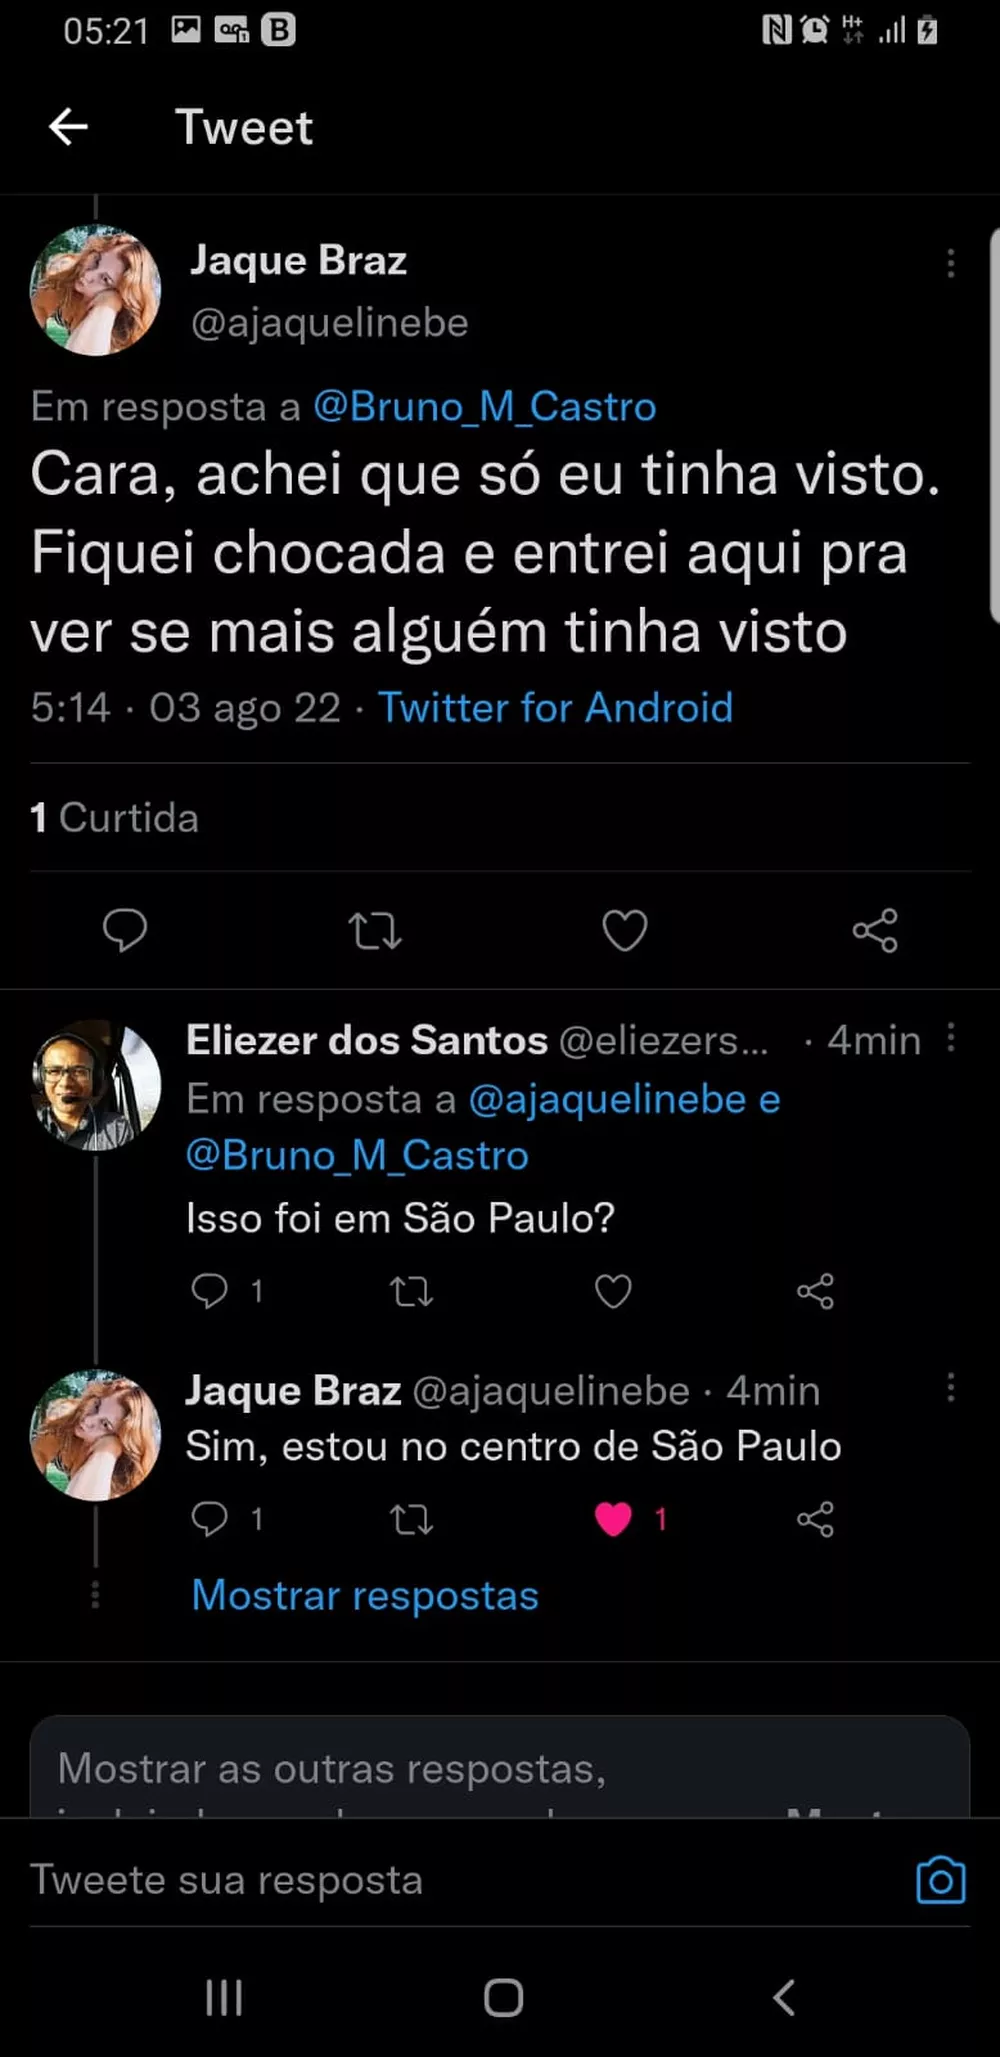 05:21
Tweet
Jaque Braz
@ajaquelinebe
Em resposta a @Bruno_M_Castro
Cara, achei que só eu tinha visto.
Fiquei chocada e entrei aqui pra
ver se mais alguém tinha visto
5:14 · 03 ago 22 · Twitter for Android
1 Curtida
Eliezer dos Santos @eliezers... · 4min
Em resposta a @ajaquelinebe e
@Bruno_M_Castro
Isso foi em São Paulo?
1
Jaque Braz @ajaquelinebe · 4min
Sim, estou no centro de São Paulo
1 1
Mostrar respostas
Mostrar as outras respostas,
Tweete sua resposta